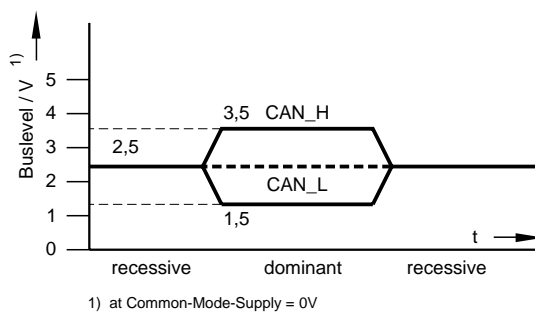 Buslevel / V 1)
5
4
3
2
1
0
3,5 CAN_H
2,5
CAN_L
1,5
t
recessive dominant recessive
1) at Common-Mode-Supply = 0V